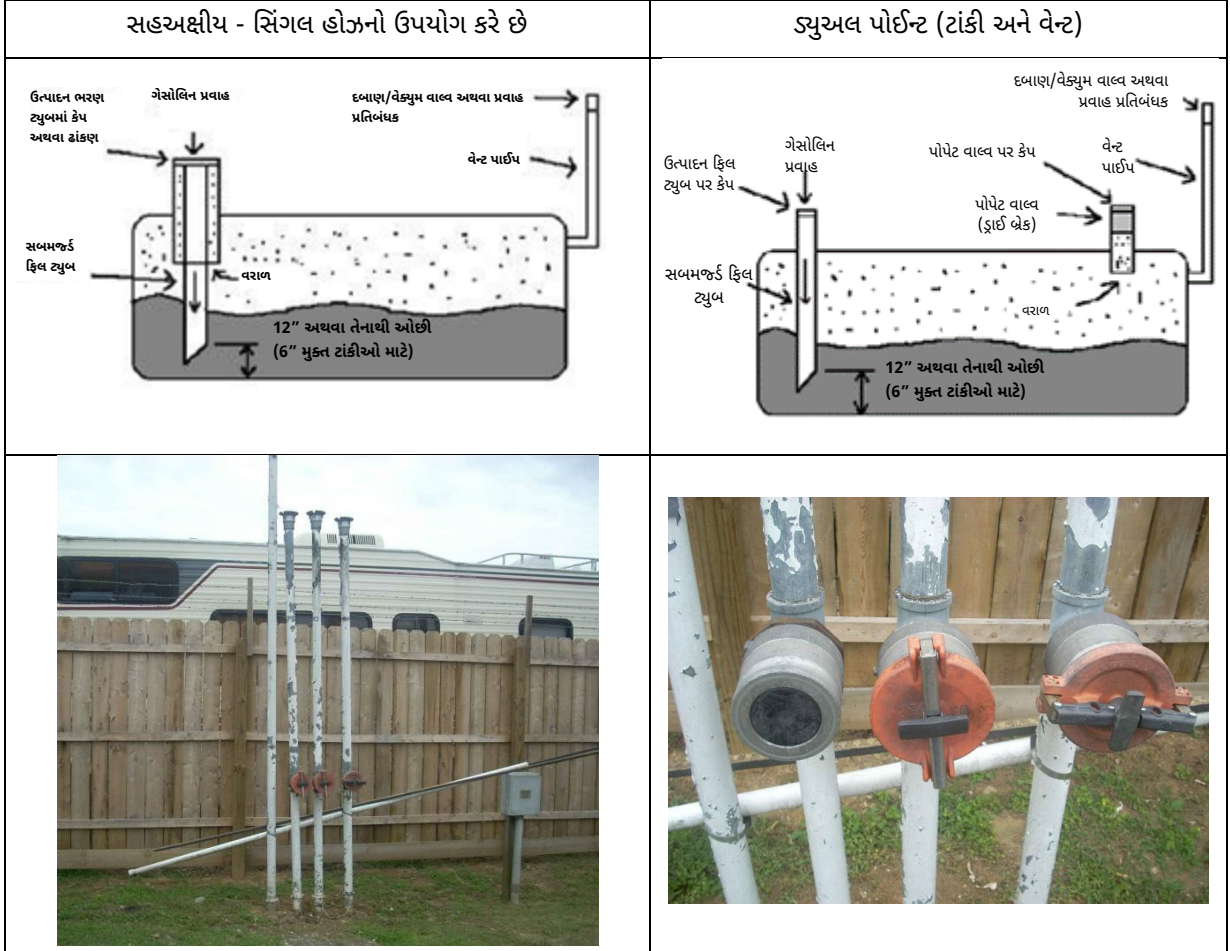 સહઅક્ષીય - સિંગલ હોઝનો ઉપયોગ કરે છે
ડ્યુઅલ પોઈન્ટ (ટાંકી અને વેન્ટ)
ઉત્પાદન ભરણ
ટ્યુબમાં કેપ
અથવા ઢાંકણ
ગેસોલિન પ્રવાહ
દબાણ/વેક્યુમ વાલ્વ અથવા પ્રવાહ
પ્રતિબંધક
વેન્ટ પાઈપ
સબમર્જ્ડ
ફિલ ટ્યુબ
વરાળ
12” અથવા તેનાથી ઓછી
(6” મુક્ત ટાંકીઓ માટે)
દબાણ/વેક્યુમ વાલ્વ અથવા
પ્રવાહ પ્રતિબંધક
ઉત્પાદન ફિલ
ટ્યુબ પર કેપ
ગેસોલિન
પ્રવાહ
પોપેટ વાલ્વ પર કેપ
વેન્ટ
પાઈપ
પોપેટ વાલ્વ
(ડ્રાઈ બ્રેક)
સબમર્જ્ડ ફિલ
ટ્યુબ
વરાળ
12” અથવા તેનાથી ઓછી
(6” મુક્ત ટાંકીઓ માટે)